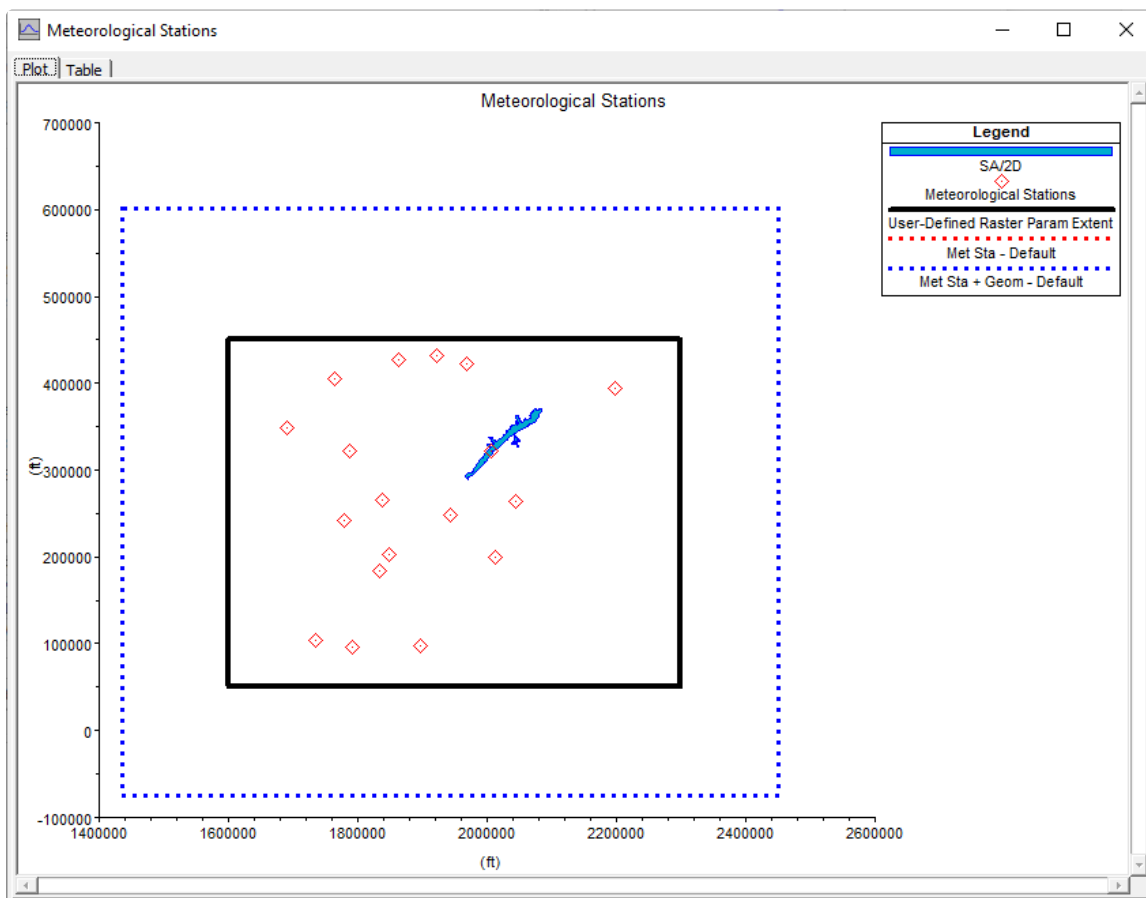 Meteorological Stations
Plot Table
Meteorological Stations
700000
600000
500000
400000
300000
200000
100000
0
-100000
(ft)
1400000 1600000 1800000 2000000 2200000 2400000 2600000
(ft)
Legend
SA/2D
Meteorological Stations
User-Defined Raster Param Extent
Met Sta - Default
Met Sta + Geom - Default